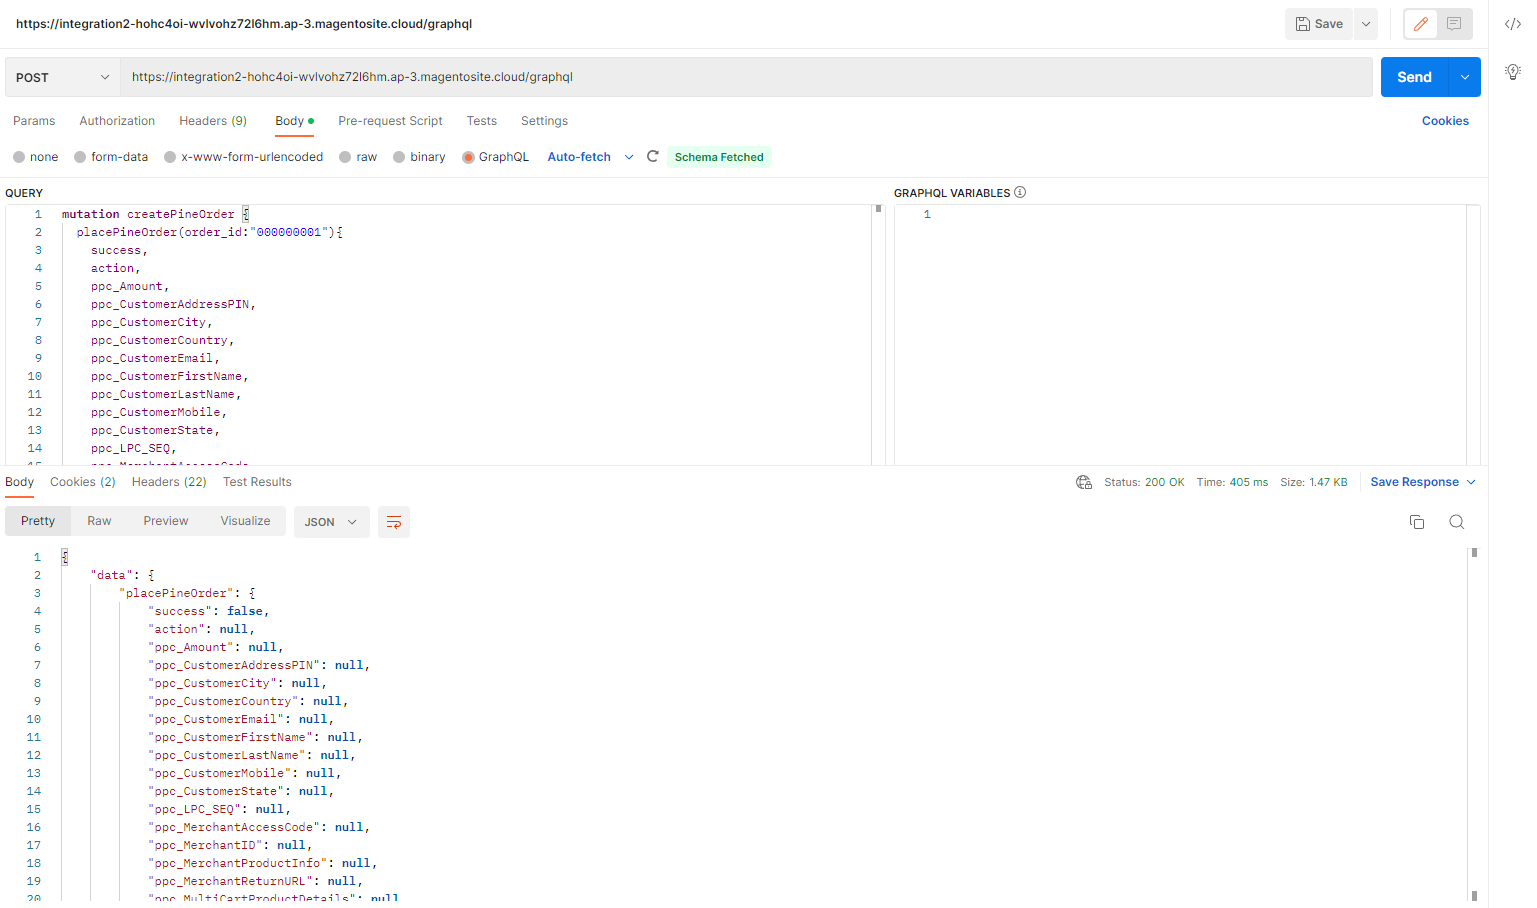 https://integration2-hohc4oi-wvlvohz72l6hm.ap-3.magentosite.cloud/graphql
Save
POST
https://integration2-hohc4oi-wvlvohz72l6hm.ap-3.magentosite.cloud/graphql
Send
Params Authorization Headers (9) Body Pre-request Script Tests Settings Cookies
none form-data x-www-form-urlencoded raw binary GraphQL Auto-fetch Schema Fetched
QUERY
1 mutation createPineOrder {
2 placePineOrder(order_id:"000000001"){
3 success,
4 action,
5 ppc_Amount,
6 ppc_CustomerAddressPIN,
7 ppc_CustomerCity,
8 ppc_CustomerCountry,
9 ppc_CustomerEmail,
10 ppc_CustomerFirstName,
11 ppc_CustomerLastName,
12 ppc_CustomerMobile,
13 ppc_CustomerState,
14 ppc_LPC_SEQ,
15 ppc_MerchantAccessCode
GRAPHQL VARIABLES
1
Body Cookies (2) Headers (22) Test Results Status: 200 OK Time: 405 ms Size: 1.47 KB Save Response
Pretty Raw Preview Visualize JSON
1 {
2 "data": {
3 "placePineOrder": {
4 "success": false,
5 "action": null,
6 "ppc_Amount": null,
7 "ppc_CustomerAddressPIN": null,
8 "ppc_CustomerCity": null,
9 "ppc_CustomerCountry": null,
10 "ppc_CustomerEmail": null,
11 "ppc_CustomerFirstName": null,
12 "ppc_CustomerLastName": null,
13 "ppc_CustomerMobile": null,
14 "ppc_CustomerState": null,
15 "ppc_LPC_SEQ": null,
16 "ppc_MerchantAccessCode": null,
17 "ppc_MerchantID": null,
18 "ppc_MerchantProductInfo": null,
19 "ppc_MerchantReturnURL": null,
20 "ppc_MultiCartProductDetails": null